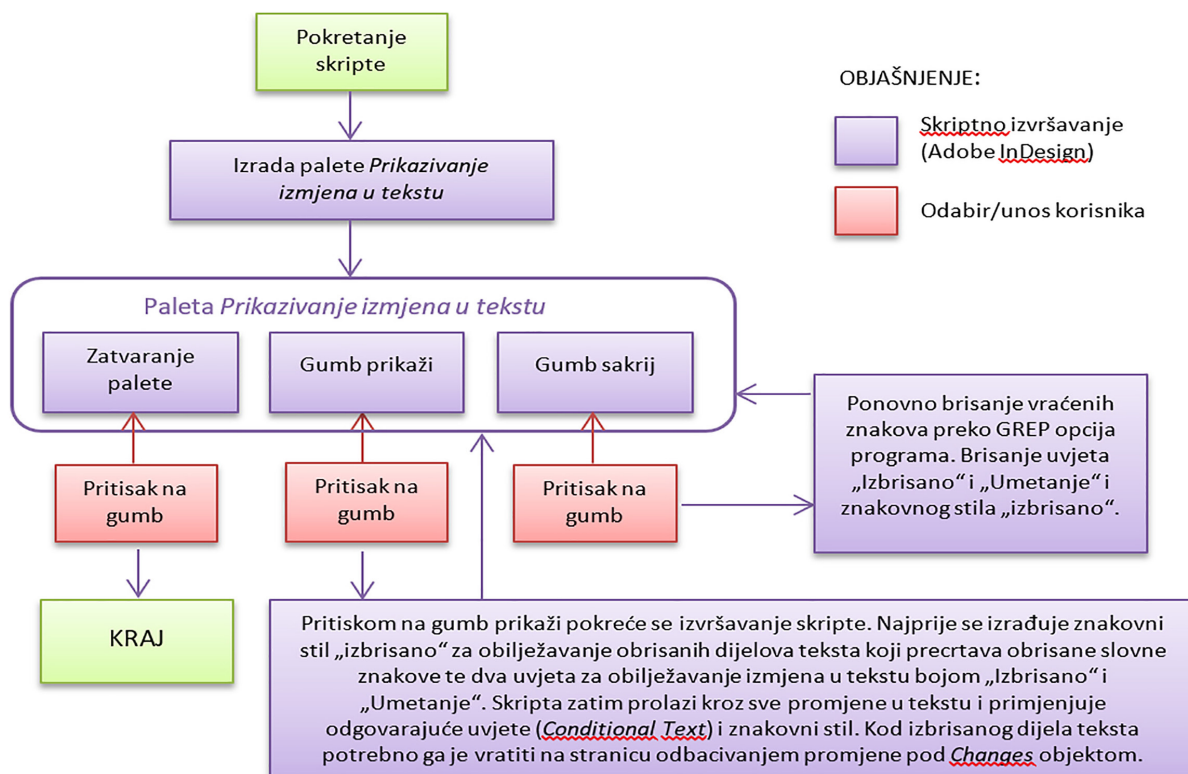 Pokretanje
skripte
OBJAŠNJENJE:
Skriptno izvršavanje
(Adobe InDesign)
Odabir/unos korisnika
Izrada palete Prikazivanje
izmjena u tekstu
Paleta Prikazivanje izmjena u tekstu
Zatvaranje
palete
Gumb prikaži
Gumb sakrij
Pritisak na
gumb
Pritisak na
gumb
Pritisak na
gumb
Ponovno brisanje vraćenih
znakova preko GREP opcija
programa. Brisanje uvjeta
„Izbrisano“ i „Umetanje“ i
znakovnog stila „izbrisano“.
KRAJ
Pritiskom na gumb prikaži pokreće se izvršavanje skripte. Najprije se izrađuje znakovni
stil „izbrisano“ za obilježavanje obrisanih dijelova teksta koji precrtava obrisane slovne
znakove te dva uvjeta za obilježavanje izmjena u tekstu bojom „Izbrisano“ i
„Umetanje“. Skripta zatim prolazi kroz sve promjene u tekstu i primjenjuje
odgovarajuće uvjete (Conditional Text) i znakovni stil. Kod izbrisanog dijela teksta
potrebno ga je vratiti na stranicu odbacivanjem promjene pod Changes objektom.